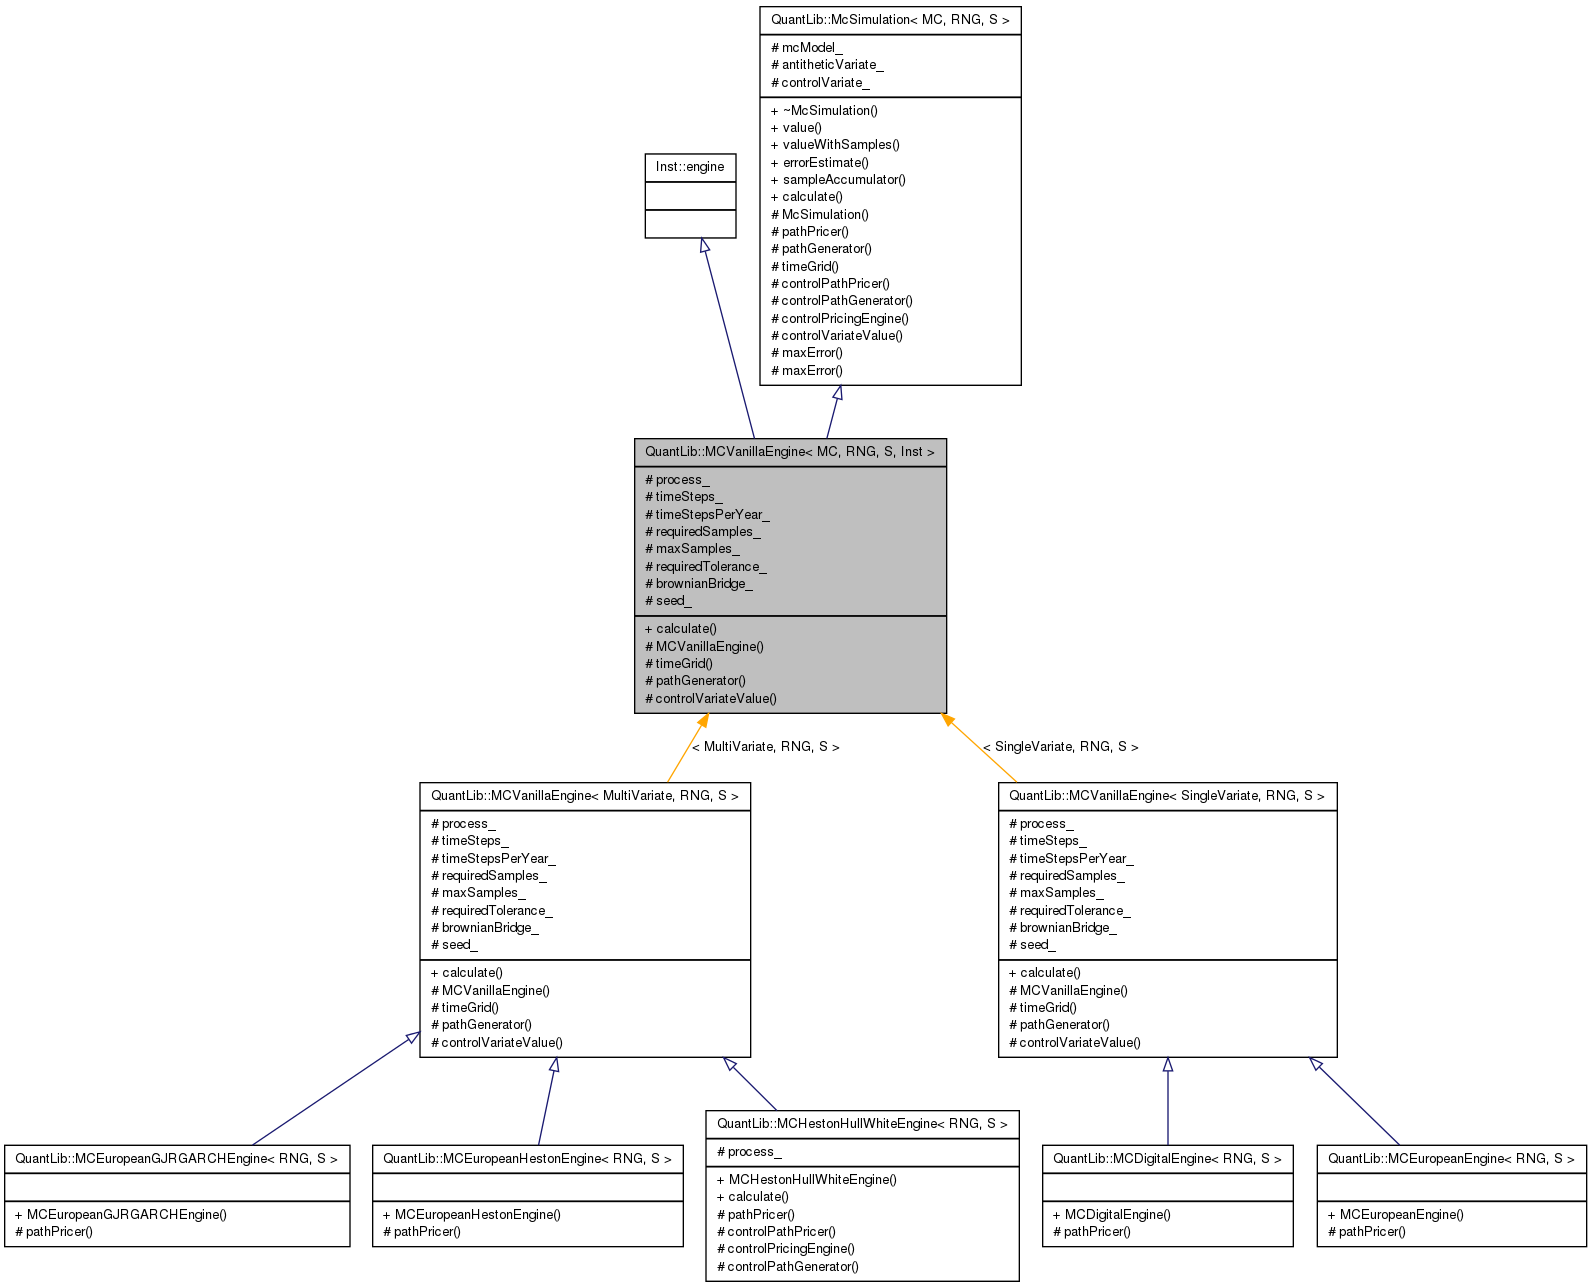 QuantLib::McSimulation< MC, RNG, S >
# mcModel_
# antitheticVariate_
# controlVariate_
+ ~McSimulation()
+ value()
+ valueWithSamples()
+ errorEstimate()
+ sampleAccumulator()
+ calculate()
# McSimulation()
# pathPricer()
# pathGenerator()
# timeGrid()
# controlPathPricer()
# controlPathGenerator()
# controlPricingEngine()
# controlVariateValue()
# maxError()
# maxError()
Inst::engine
QuantLib::MCVanillaEngine< MC, RNG, S, Inst >
# process_
# timeSteps_
# timeStepsPerYear_
# requiredSamples_
# maxSamples_
# requiredTolerance_
# brownianBridge_
# seed_
+ calculate()
# MCVanillaEngine()
# timeGrid()
# pathGenerator()
# controlVariateValue()
< MultiVariate, RNG, S >
< SingleVariate, RNG, S >
QuantLib::MCVanillaEngine< MultiVariate, RNG, S >
# process_
# timeSteps_
# timeStepsPerYear_
# requiredSamples_
# maxSamples_
# requiredTolerance_
# brownianBridge_
# seed_
+ calculate()
# MCVanillaEngine()
# timeGrid()
# pathGenerator()
# controlVariateValue()
QuantLib::MCVanillaEngine< SingleVariate, RNG, S >
# process_
# timeSteps_
# timeStepsPerYear_
# requiredSamples_
# maxSamples_
# requiredTolerance_
# brownianBridge_
# seed_
+ calculate()
# MCVanillaEngine()
# timeGrid()
# pathGenerator()
# controlVariateValue()
QuantLib::MCEuropeanGJRGARCHEngine< RNG, S >
+ MCEuropeanGJRGARCHEngine()
# pathPricer()
QuantLib::MCEuropeanHestonEngine< RNG, S >
+ MCEuropeanHestonEngine()
# pathPricer()
QuantLib::MCHestonHullWhiteEngine< RNG, S >
# process_
+ MCHestonHullWhiteEngine()
+ calculate()
# pathPricer()
# controlPathPricer()
# controlPricingEngine()
# controlPathGenerator()
QuantLib::MCDigitalEngine< RNG, S >
+ MCDigitalEngine()
# pathPricer()
QuantLib::MCEuropeanEngine< RNG, S >
+ MCEuropeanEngine()
# pathPricer()